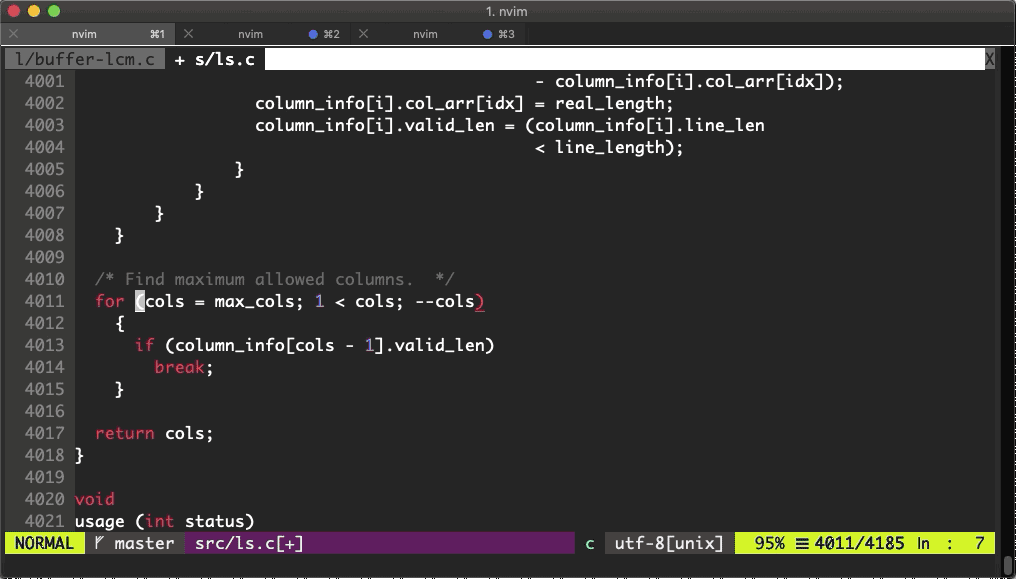 1. nvim
nvim ⌘1 nvim ⌘2 nvim ⌘3
l/buffer-lcm.c + s/ls.c X
4001 - column_info[i].col_arr[idx]);
4002 column_info[i].col_arr[idx] = real_length;
4003 column_info[i].valid_len = (column_info[i].line_len
4004 < line_length);
4005 }
4006 }
4007 }
4008 }
4009
4010 /* Find maximum allowed columns.  */
4011 for (cols = max_cols; 1 < cols; --cols)
4012 {
4013 if (column_info[cols - 1].valid_len)
4014 break;
4015 }
4016
4017 return cols;
4018 }
4019
4020 void
4021 usage (int status)
NORMAL master src/ls.c[+] c utf-8[unix] 95% ☰ 4011/4185 ln : 7